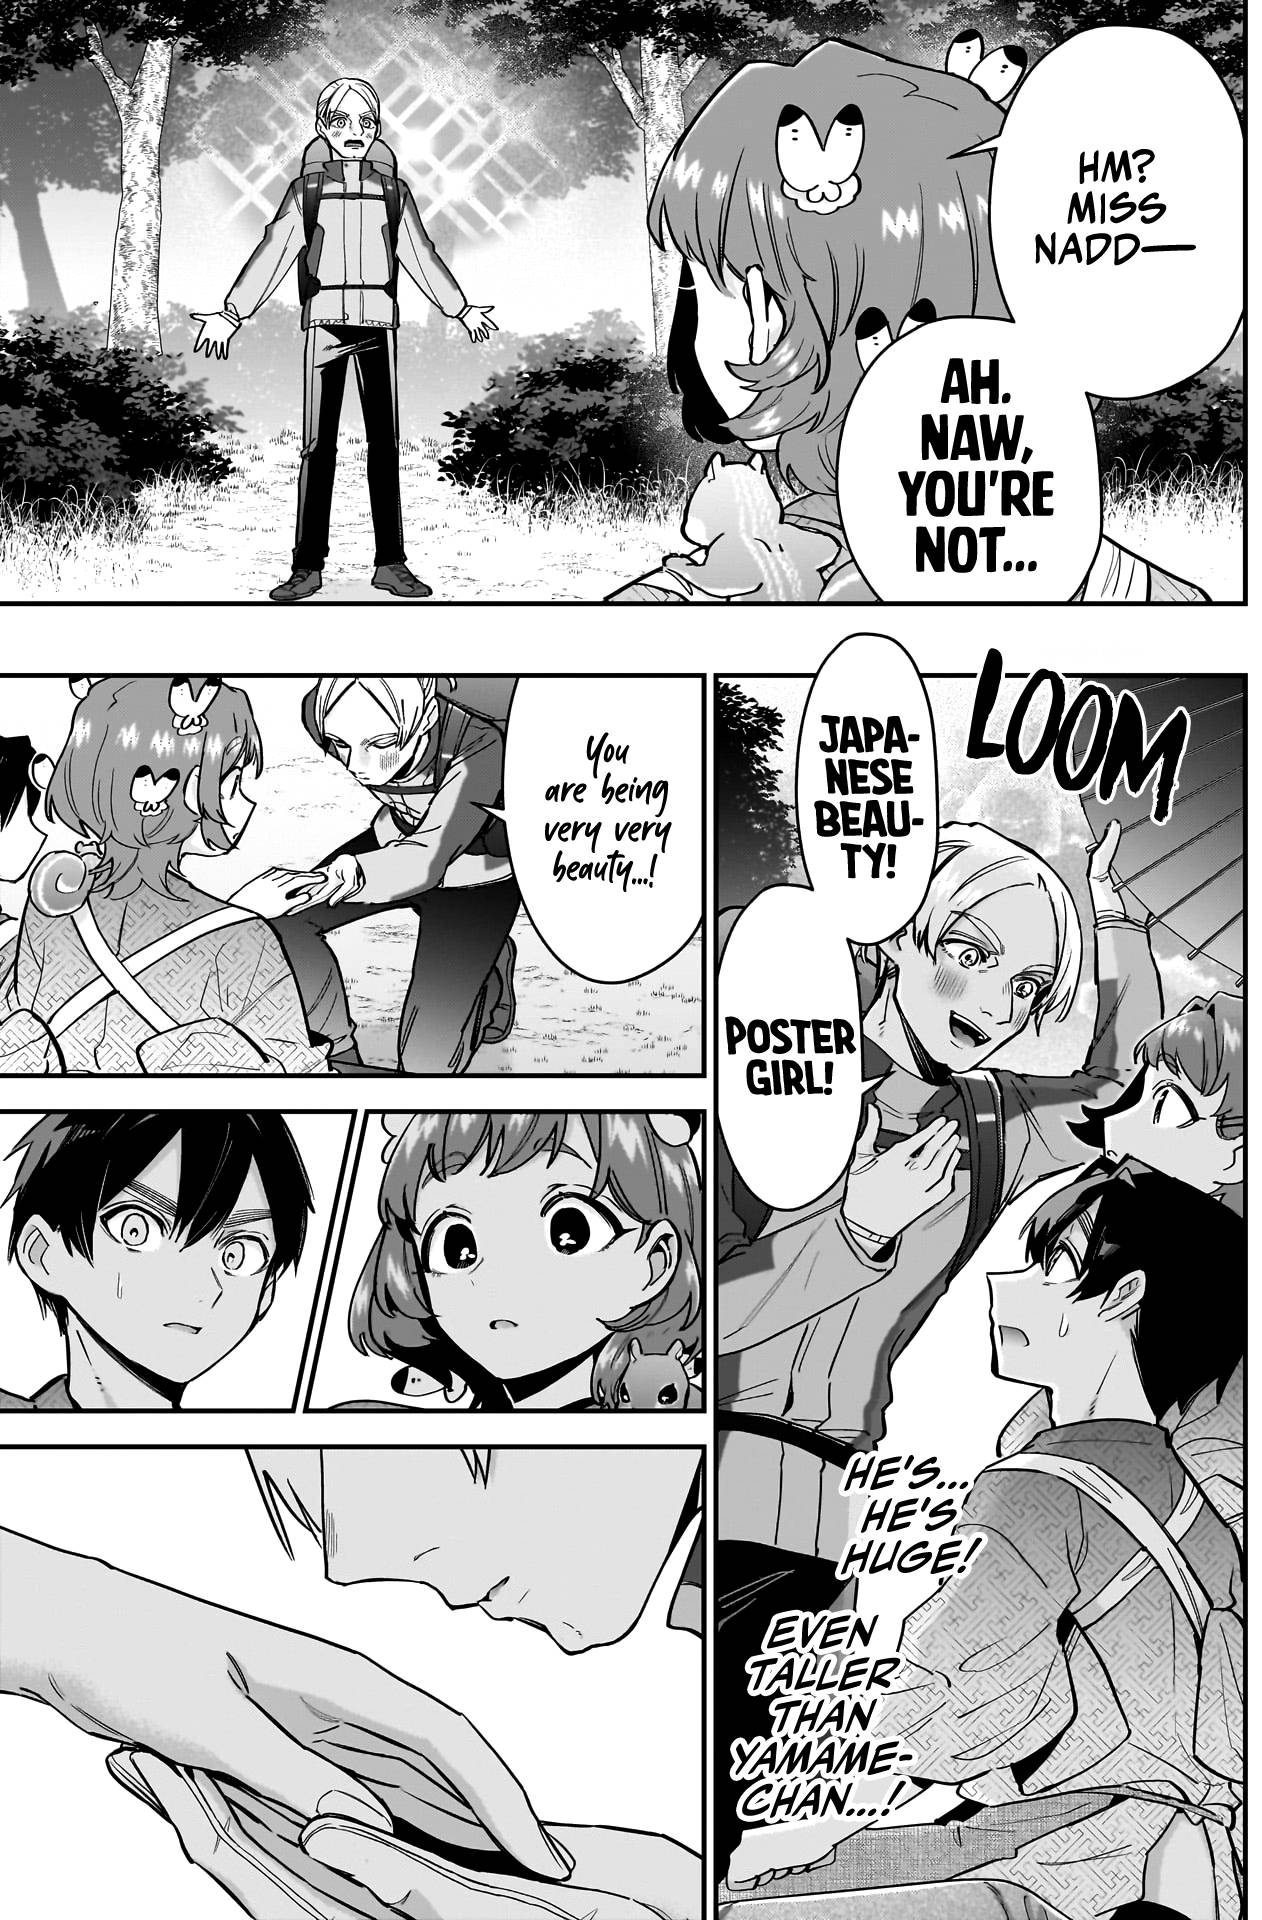 HM?
MISS
NADD—
AH.
NAW,
YOU'RE
NOT...
LOOM
JAPA-
NESE
BEAU-
TY!
POSTER
GIRL!
HE'S...
HE'S
HUGE!
EVEN
TALLER
THAN
YAMAME-
CHAN...!
You
are being
very very
beauty...!